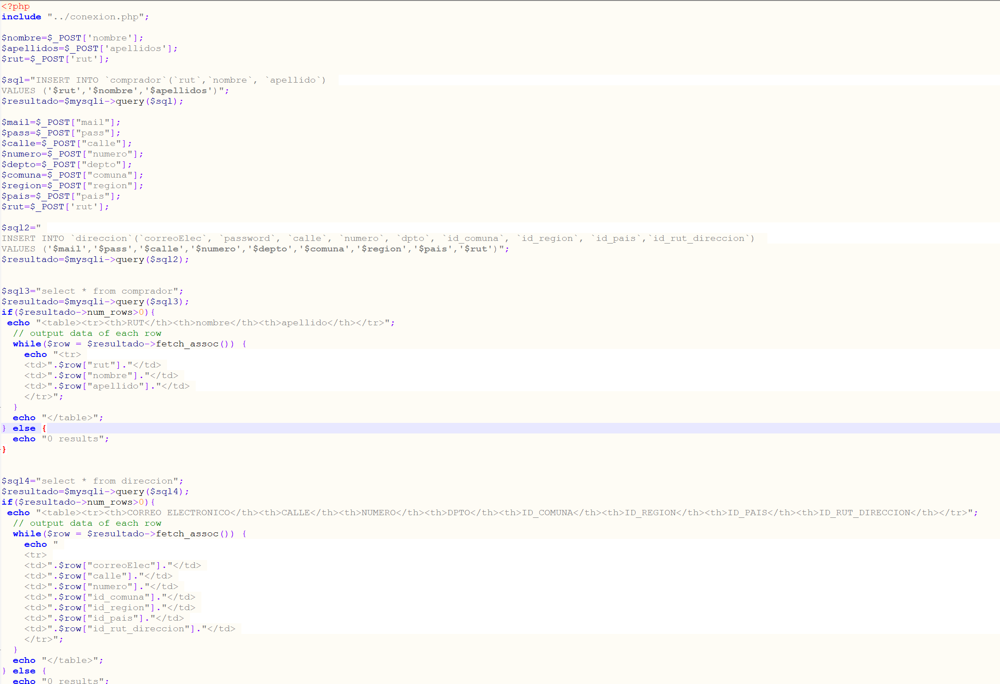 <?php
include "../conexion.php";
$nombre=$_POST['nombre'];
$apellidos=$_POST['apellidos'];
$rut=$_POST['rut'];
$sql="INSERT INTO `comprador`(`rut`,`nombre`, `apellido`)
VALUES ('$rut','$nombre','$apellidos')";
$resultado=$mysqli->query($sql);
$mail=$_POST["mail"];
$pass=$_POST["pass"];
$calle=$_POST["calle"];
$numero=$_POST["numero"];
$depto=$_POST["depto"];
$comuna=$_POST["comuna"];
$region=$_POST["region"];
$pais=$_POST["pais"];
$rut=$_POST['rut'];
$sql2="
INSERT INTO `direccion`(`correoElec`, `password`, `calle`, `numero`, `dpto`, `id_comuna`, `id_region`, `id_pais`,`id_rut_direccion`)
VALUES ('$mail','$pass','$calle','$numero','$depto','$comuna','$region','$pais','$rut')";
$resultado=$mysqli->query($sql2);
$sql3="select * from comprador";
$resultado=$mysqli->query($sql3);
if($resultado->num_rows>0){
echo "<table><tr><th>RUT</th><th>nombre</th><th>apellido</th></tr>";
// output data of each row
while($row = $resultado->fetch_assoc()) {
echo "<tr>
<td>".$row["rut"]."</td>
<td>".$row["nombre"]."</td>
<td>".$row["apellido"]."</td>
</tr>";
}
echo "</table>";
} else {
echo "0 results";
}
$sql4="select * from direccion";
$resultado=$mysqli->query($sql4);
if($resultado->num_rows>0){
echo "<table><tr><th>CORREO ELECTRONICO</th><th>CALLE</th><th>NUMERO</th><th>DPTO</th><th>ID_COMUNA</th><th>ID_REGION</th><th>ID_PAIS</th><th>ID_RUT_DIRECCION</th></tr>";
// output data of each row
while($row = $resultado->fetch_assoc()) {
echo "
<tr>
<td>".$row["correoElec"]."</td>
<td>".$row["calle"]."</td>
<td>".$row["numero"]."</td>
<td>".$row["id_comuna"]."</td>
<td>".$row["id_region"]."</td>
<td>".$row["id_pais"]."</td>
<td>".$row["id_rut_direccion"]."</td>
</tr>";
}
echo "</table>";
} else {
echo "0 results";